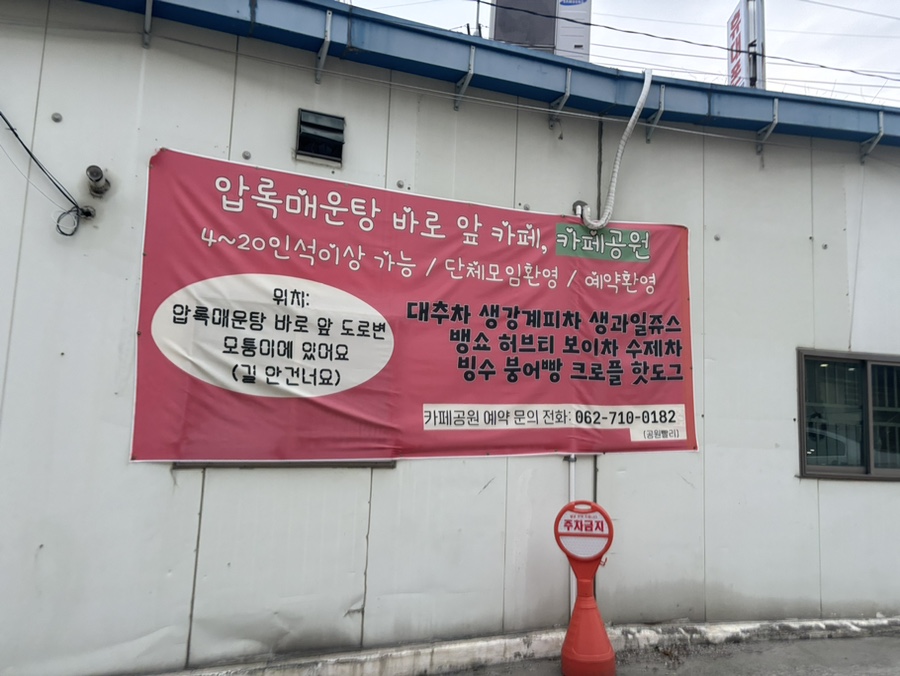 압록매운탕 바로 앞 카페, 카페공원
4~20인석이상 가능 / 단체모임환영 / 예약환영
위치:
압록매운탕 바로 앞 도로변
모퉁이에 있어요
(길 안건너요)
대추차 생강계피차 생과일쥬스
뱅쇼 허브티 보이차 수제차
빙수 붕어빵 크로플 핫도그
카페공원 예약 문의 전화: 062-710-0182
(공원빨리)
주차금지